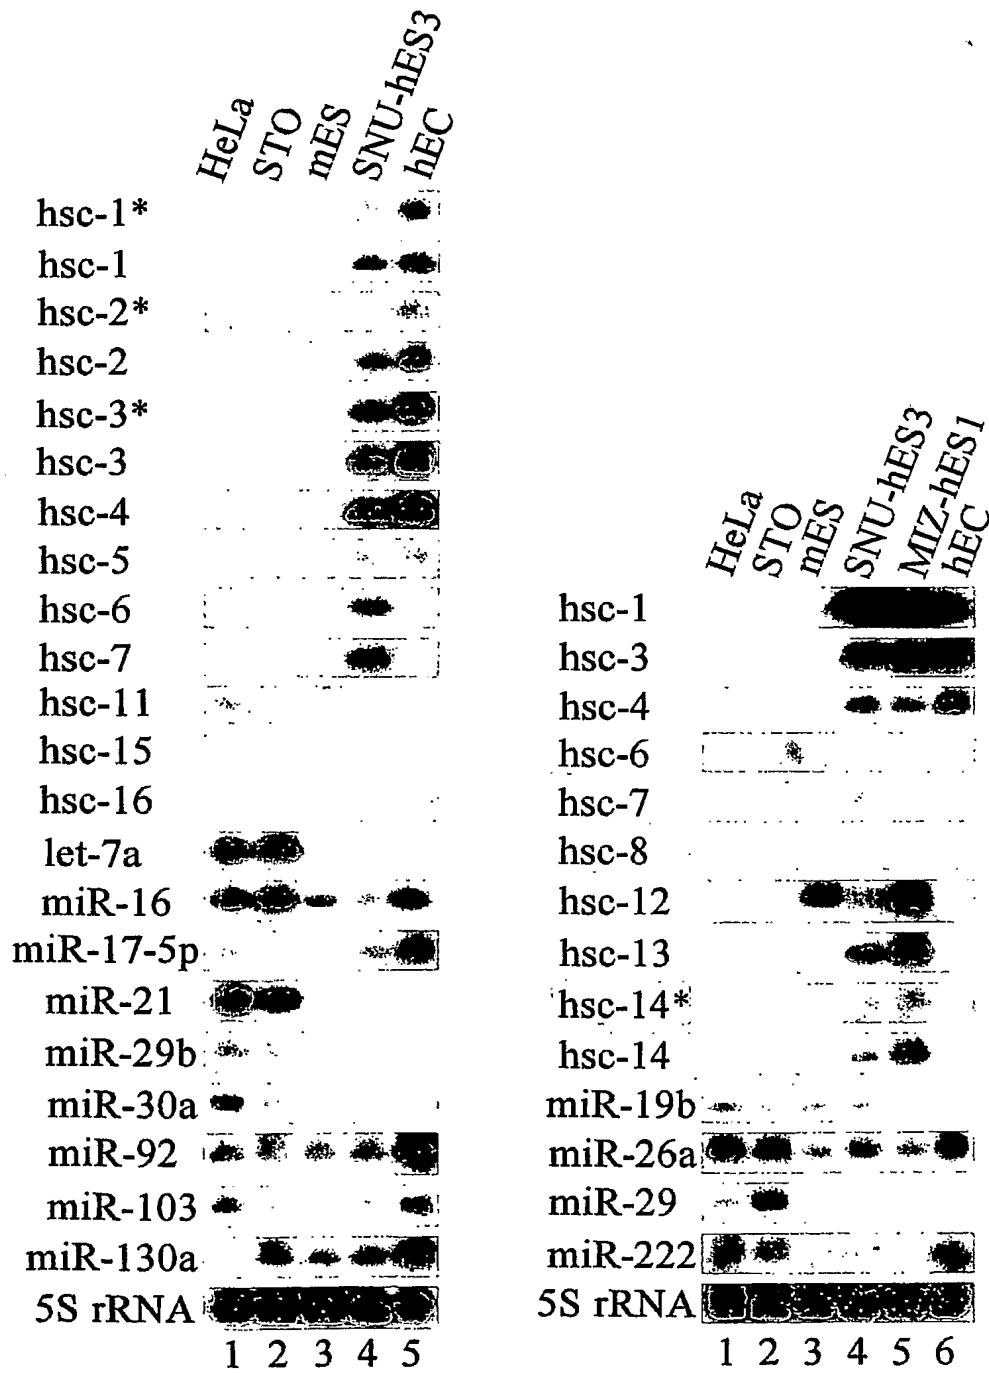 HeLa
STO
mES
SNU-hES3
hEC
hsc-1*
hsc-1
hsc-2*
hsc-2
hsc-3*
hsc-3
hsc-4
hsc-5
hsc-6
hsc-7
hsc-11
hsc-15
hsc-16
let-7a
miR-16
miR-17-5p
miR-21
miR-29b
miR-30a
miR-92
miR-103
miR-130a
5S rRNA
1 2 3 4 5
HeLa
STO
mES
SNU-hES3
MIZ-hES1
hEC
hsc-1
hsc-3
hsc-4
hsc-6
hsc-7
hsc-8
hsc-12
hsc-13
hsc-14*
hsc-14
miR-19b
miR-26a
miR-29
miR-222
5S rRNA
1 2 3 4 5 6